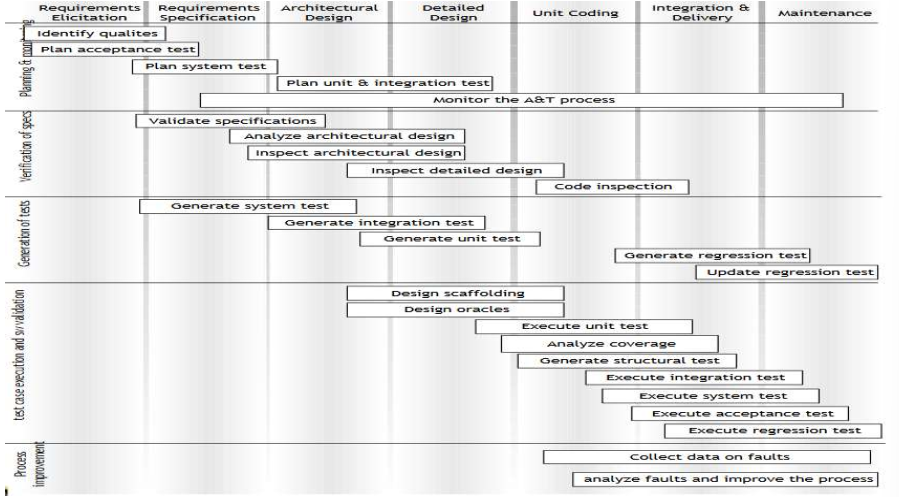 Requirements Elicitation
Requirements Specification
Architectural Design
Detailed Design
Unit Coding
Integration & Delivery
Maintenance
Planning & monitoring
Identify qualites
Plan acceptance test
Plan system test
Plan unit & integration test
Monitor the A&T process
Verification of specs
Validate specifications
Analyze architectural design
Inspect architectural design
Inspect detailed design
Code inspection
Generation of tests
Generate system test
Generate integration test
Generate unit test
Generate regression test
Update regression test
test case execution and sw validation
Design scaffolding
Design oracles
Execute unit test
Analyze coverage
Generate structural test
Execute integration test
Execute system test
Execute acceptance test
Execute regression test
Process improvement
Collect data on faults
analyze faults and improve the process